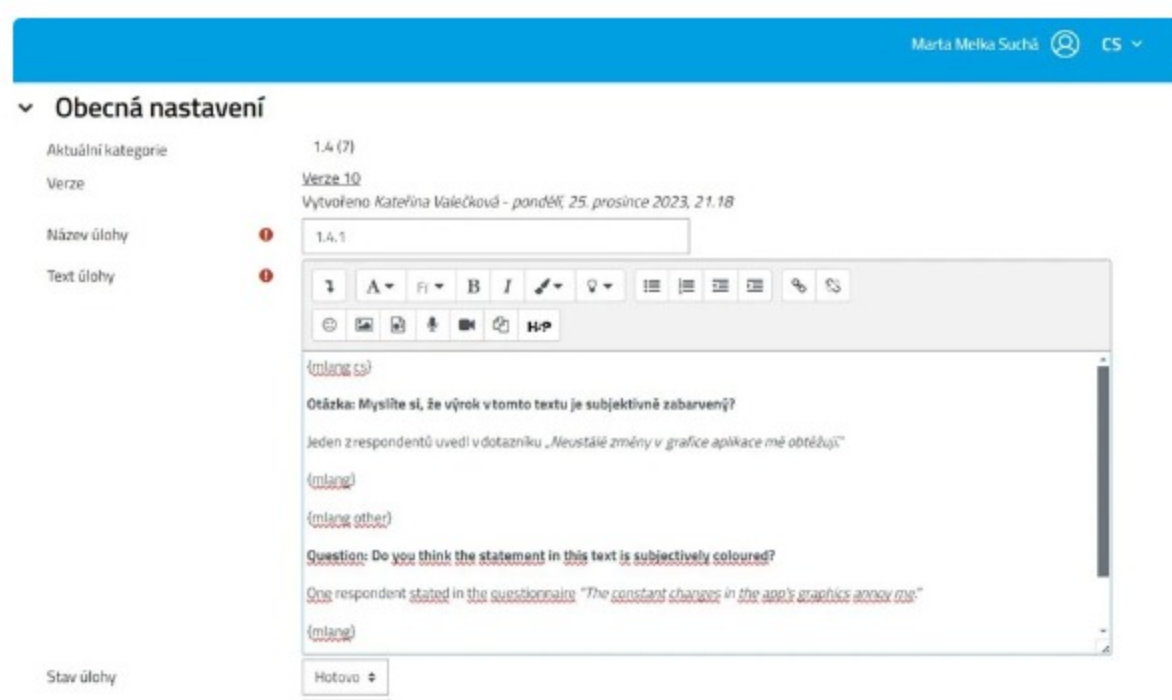 Marta Melka Suchá CS
Obecná nastavení
Aktuální kategorie 1.4 (7)
Verze Verze 10
Vytvořeno Kateřina Valečková - pondělí, 25. prosince 2023, 21.18
Název úlohy 1.4.1
Text úlohy
A Fi B I
H-P
{mlang cs}
Otázka: Myslíte si, že výrok v tomto textu je subjektivně zabarvený?
Jeden z respondentů uvedl v dotazníku „Neustálé změny v grafice aplikace mě obtěžují.“
{mlang}
{mlang other}
Question: Do you think the statement in this text is subjectively coloured?
One respondent stated in the questionnaire "The constant changes in the app's graphics annoy me."
{mlang}
Stav úlohy Hotovo